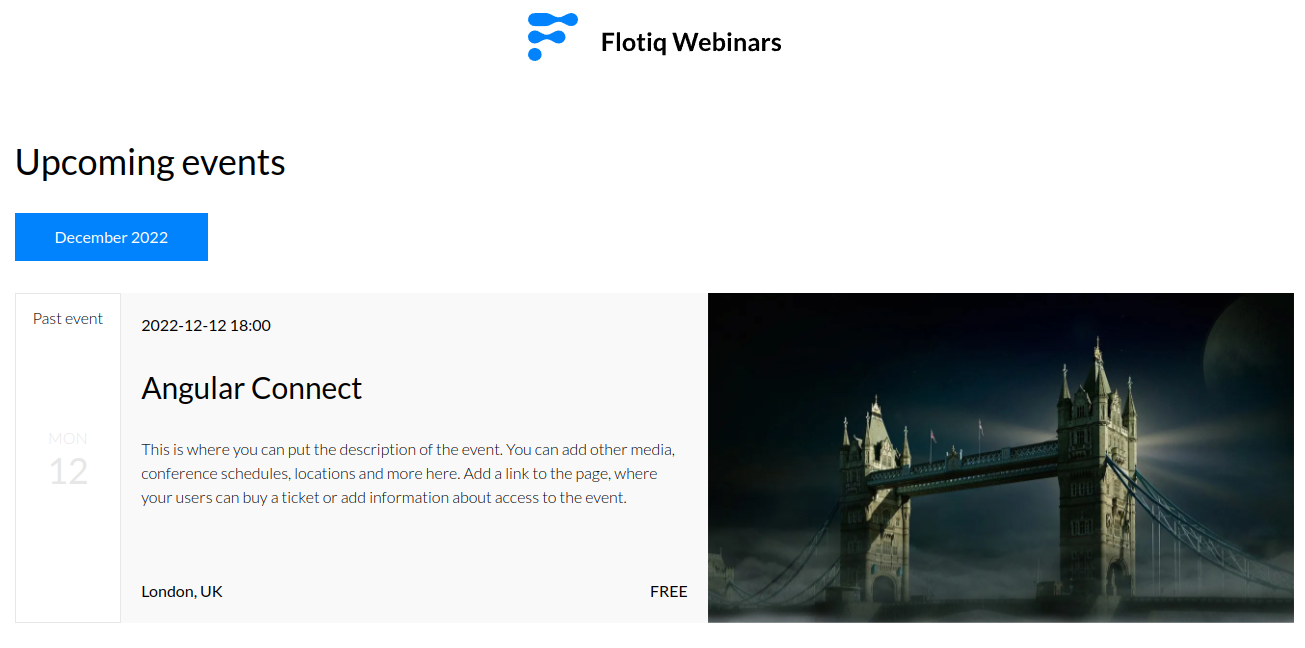 Flotiq Webinars
Upcoming events
December 2022
Past event
MON
12
2022-12-12 18:00
Angular Connect
This is where you can put the description of the event. You can add other media,
conference schedules, locations and more here. Add a link to the page, where
your users can buy a ticket or add information about access to the event.
London, UK
FREE